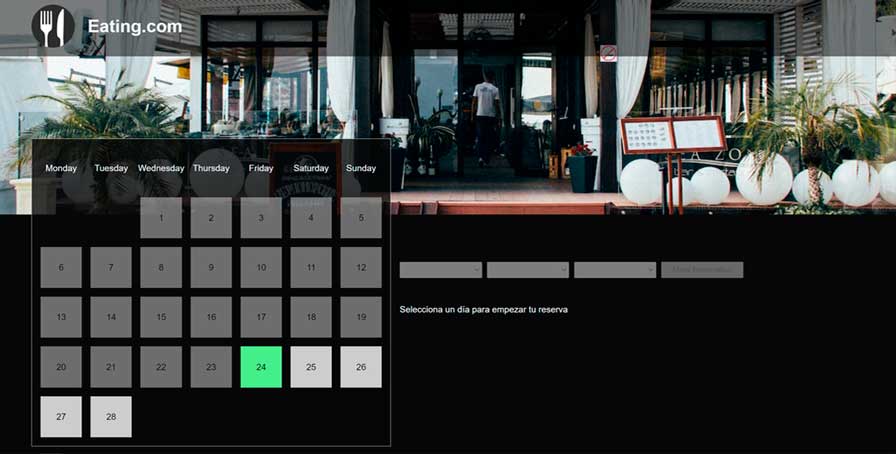 Eating.com
Monday Tuesday Wednesday Thursday Friday Saturday Sunday
1 2 3 4 5
6 7 8 9 10 11 12
13 14 15 16 17 18 19
20 21 22 23 24 25 26
27 28
Selecciona un día para empezar tu reserva